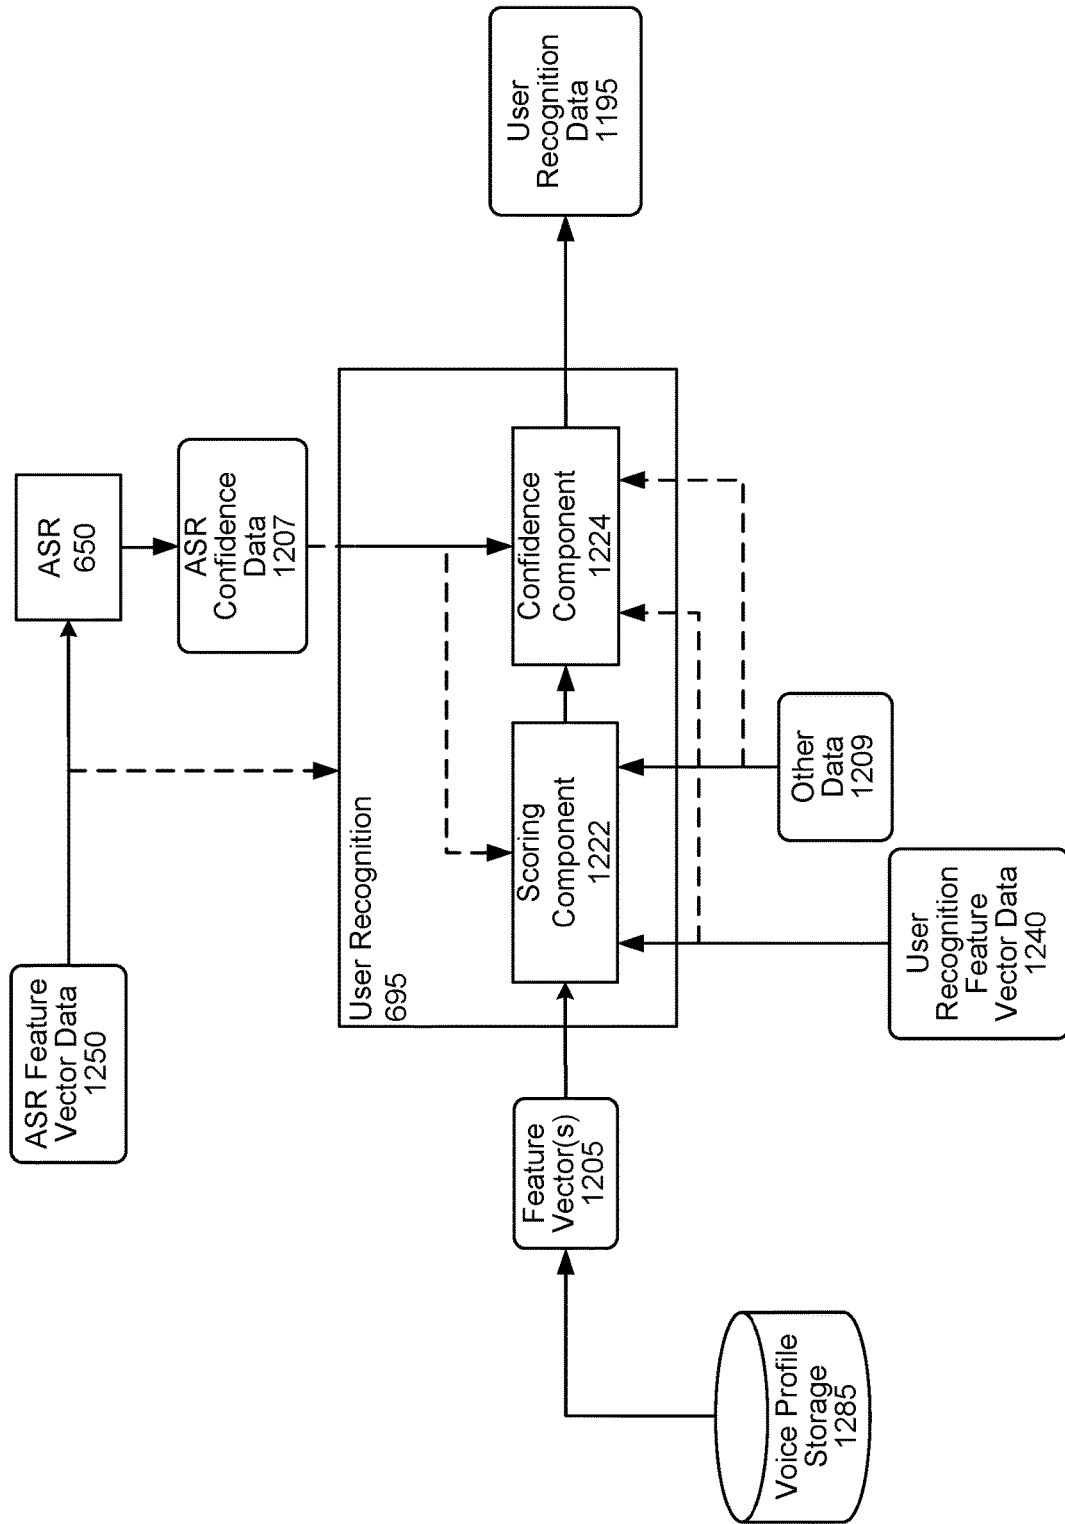 ASR Feature
Vector Data
1250
ASR
650
ASR
Confidence
Data
1207
User Recognition
695
Voice Profile
Storage
1285
Feature
Vector(s)
1205
Scoring
Component
1222
Confidence
Component
1224
User
Recognition
Data
1195
User
Recognition
Feature
Vector Data
1240
Other
Data
1209